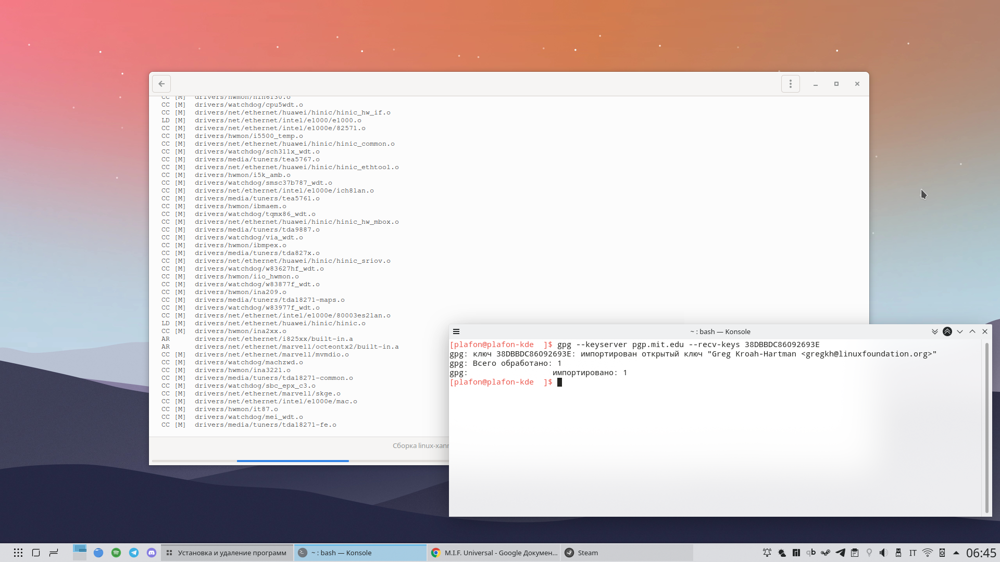 CC [M]  drivers/hwmon/hih6130.o
CC [M]  drivers/watchdog/cpu5wdt.o
CC [M]  drivers/net/ethernet/huawei/hinic/hinic_hw_if.o
LD [M]  drivers/net/ethernet/intel/e1000/e1000.o
CC [M]  drivers/net/ethernet/intel/e1000e/82571.o
CC [M]  drivers/hwmon/i5500_temp.o
CC [M]  drivers/net/ethernet/huawei/hinic/hinic_common.o
CC [M]  drivers/watchdog/sch311x_wdt.o
CC [M]  drivers/media/tuners/tea5767.o
CC [M]  drivers/net/ethernet/huawei/hinic/hinic_ethtool.o
CC [M]  drivers/hwmon/i5k_amb.o
CC [M]  drivers/watchdog/smsc37b787_wdt.o
CC [M]  drivers/net/ethernet/intel/e1000e/ich8lan.o
CC [M]  drivers/media/tuners/tea5761.o
CC [M]  drivers/hwmon/ibmaem.o
CC [M]  drivers/watchdog/tqmx86_wdt.o
CC [M]  drivers/net/ethernet/huawei/hinic/hinic_hw_mbox.o
CC [M]  drivers/media/tuners/tda9887.o
CC [M]  drivers/watchdog/via_wdt.o
CC [M]  drivers/hwmon/ibmpex.o
CC [M]  drivers/media/tuners/tda827x.o
CC [M]  drivers/net/ethernet/huawei/hinic/hinic_sriov.o
CC [M]  drivers/watchdog/w83627hf_wdt.o
CC [M]  drivers/hwmon/iio_hwmon.o
CC [M]  drivers/watchdog/w83877f_wdt.o
CC [M]  drivers/hwmon/ina209.o
CC [M]  drivers/media/tuners/tda18271-maps.o
CC [M]  drivers/watchdog/w83977f_wdt.o
CC [M]  drivers/net/ethernet/intel/e1000e/80003es2lan.o
LD [M]  drivers/net/ethernet/huawei/hinic/hinic.o
CC [M]  drivers/hwmon/ina2xx.o
AR      drivers/net/ethernet/i825xx/built-in.a
AR      drivers/net/ethernet/marvell/octeontx2/built-in.a
CC [M]  drivers/net/ethernet/marvell/mvmdio.o
CC [M]  drivers/watchdog/machzwd.o
CC [M]  drivers/hwmon/ina3221.o
CC [M]  drivers/media/tuners/tda18271-common.o
CC [M]  drivers/watchdog/sbc_epx_c3.o
CC [M]  drivers/net/ethernet/marvell/skge.o
CC [M]  drivers/net/ethernet/intel/e1000e/mac.o
CC [M]  drivers/hwmon/it87.o
CC [M]  drivers/watchdog/mei_wdt.o
CC [M]  drivers/media/tuners/tda18271-fe.o
Сборка linux-xanm
~ : bash — Konsole
[plafon@plafon-kde  ]$ gpg --keyserver pgp.mit.edu --recv-keys 38DBBDC86092693E
gpg: ключ 38DBBDC86092693E: импортирован открытый ключ "Greg Kroah-Hartman <gregkh@linuxfoundation.org>"
gpg: Всего обработано: 1
gpg:                  импортировано: 1
[plafon@plafon-kde  ]$
Установка и удаление программ
~ : bash — Konsole
M.I.F. Universal - Google Докумен...
Steam
qb
IT
06:45